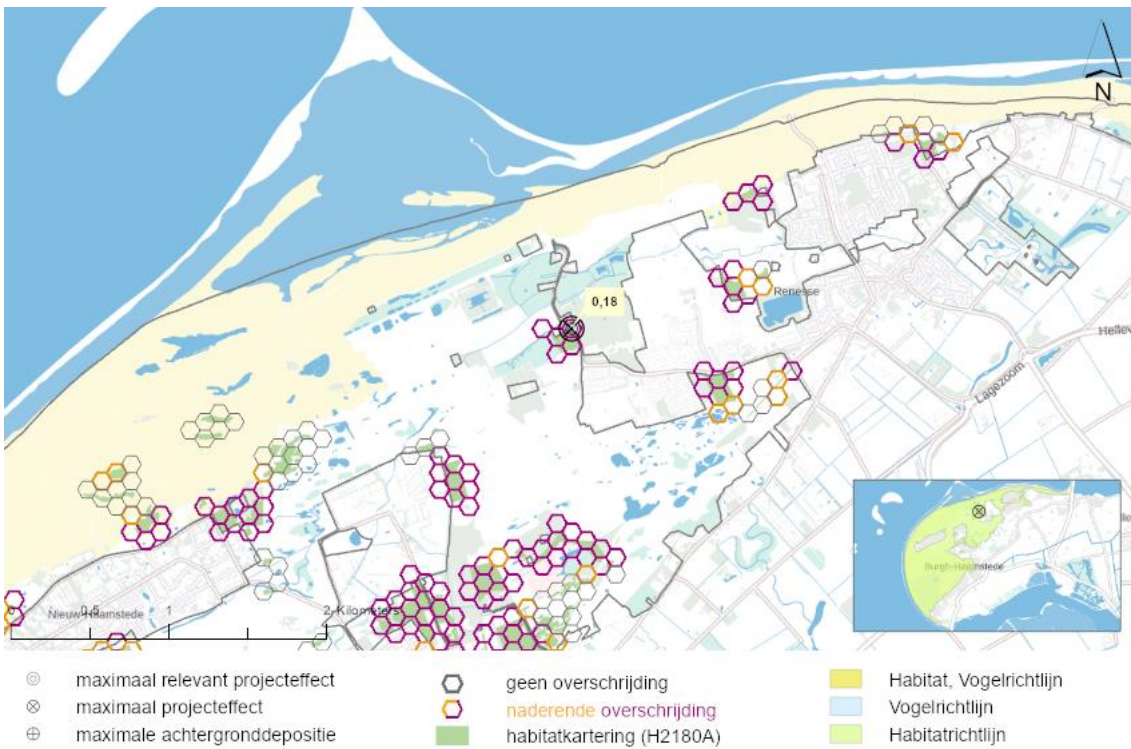 N
0,18
Renesse
Hellev
Lagezoom
Nieuw-Haamstede
0 0,5 1 2 Kilometers
Burgh-Haamstede
maximaal relevant projecteffect
maximaal projecteffect
maximale achtergronddepositie
geen overschrijding
naderende overschrijding
habitatkartering (H2180A)
Habitat, Vogelrichtlijn
Vogelrichtlijn
Habitatrichtlijn